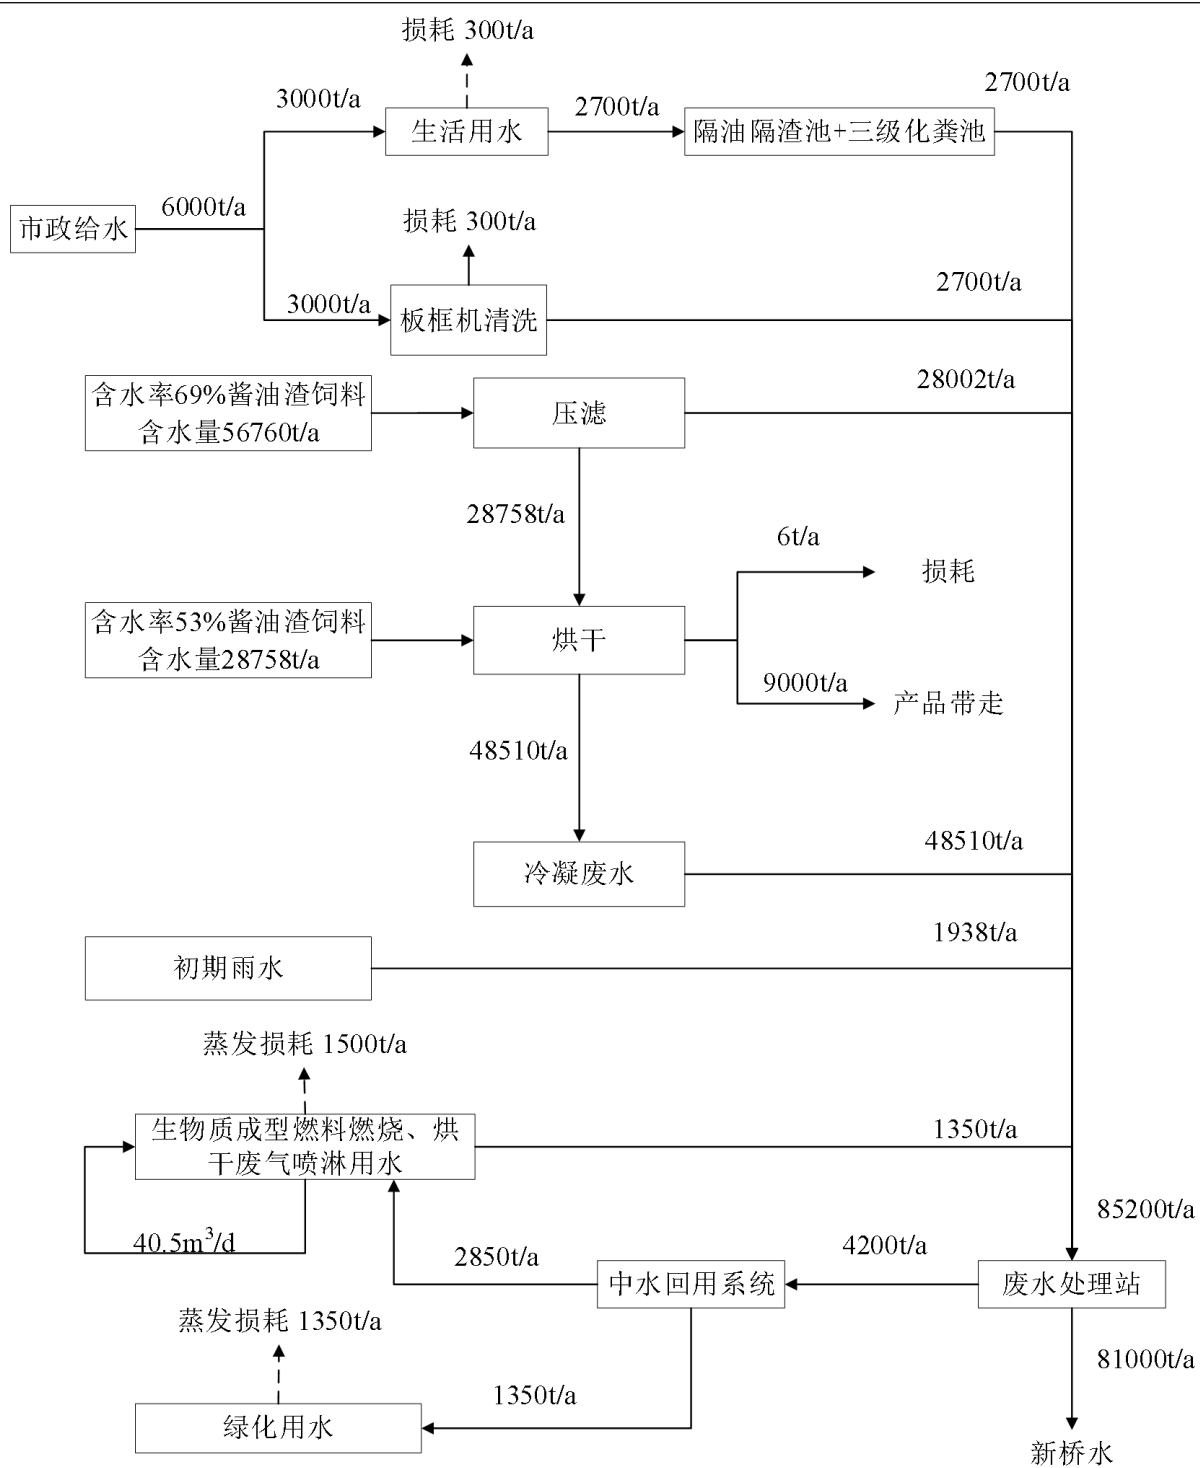 损耗 300t/a
3000t/a
生活用水
2700t/a
隔油隔渣池+三级化粪池
2700t/a
市政给水
6000t/a
损耗 300t/a
3000t/a
板框机清洗
2700t/a
含水率69%酱油渣饲料
含水量56760t/a
压滤
28002t/a
28758t/a
6t/a
损耗
含水率53%酱油渣饲料
含水量28758t/a
烘干
9000t/a
产品带走
48510t/a
冷凝废水
48510t/a
初期雨水
1938t/a
蒸发损耗 1500t/a
生物质成型燃料燃烧、烘
干废气喷淋用水
1350t/a
40.5m³/d
2850t/a
中水回用系统
4200t/a
85200t/a
废水处理站
蒸发损耗 1350t/a
81000t/a
1350t/a
绿化用水
新桥水